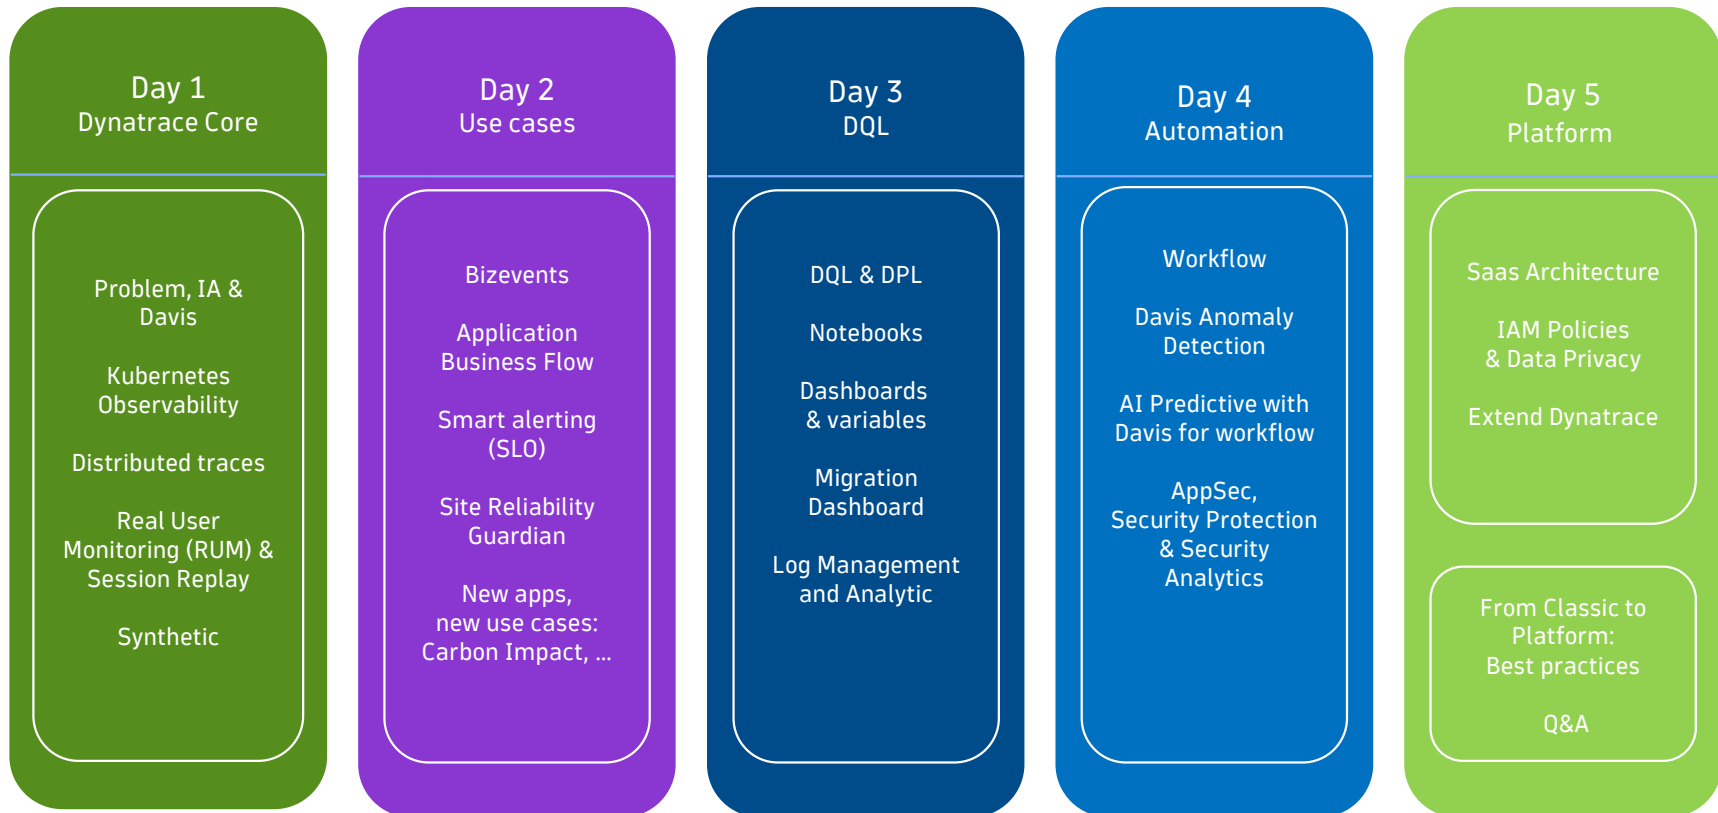 Day 1
Dynatrace Core
Problem, IA &
Davis
Kubernetes
Observability
Distributed traces
Real User
Monitoring (RUM) &
Session Replay
Synthetic
Day 2
Use cases
Bizevents
Application
Business Flow
Smart alerting
(SLO)
Site Reliability
Guardian
New apps,
new use cases:
Carbon Impact, ...
Day 3
DQL
DQL & DPL
Notebooks
Dashboards
& variables
Migration
Dashboard
Log Management
and Analytic
Day 4
Automation
Workflow
Davis Anomaly
Detection
AI Predictive with
Davis for workflow
AppSec,
Security Protection
& Security
Analytics
Day 5
Platform
Saas Architecture
IAM Policies
& Data Privacy
Extend Dynatrace
From Classic to
Platform:
Best practices
Q&A